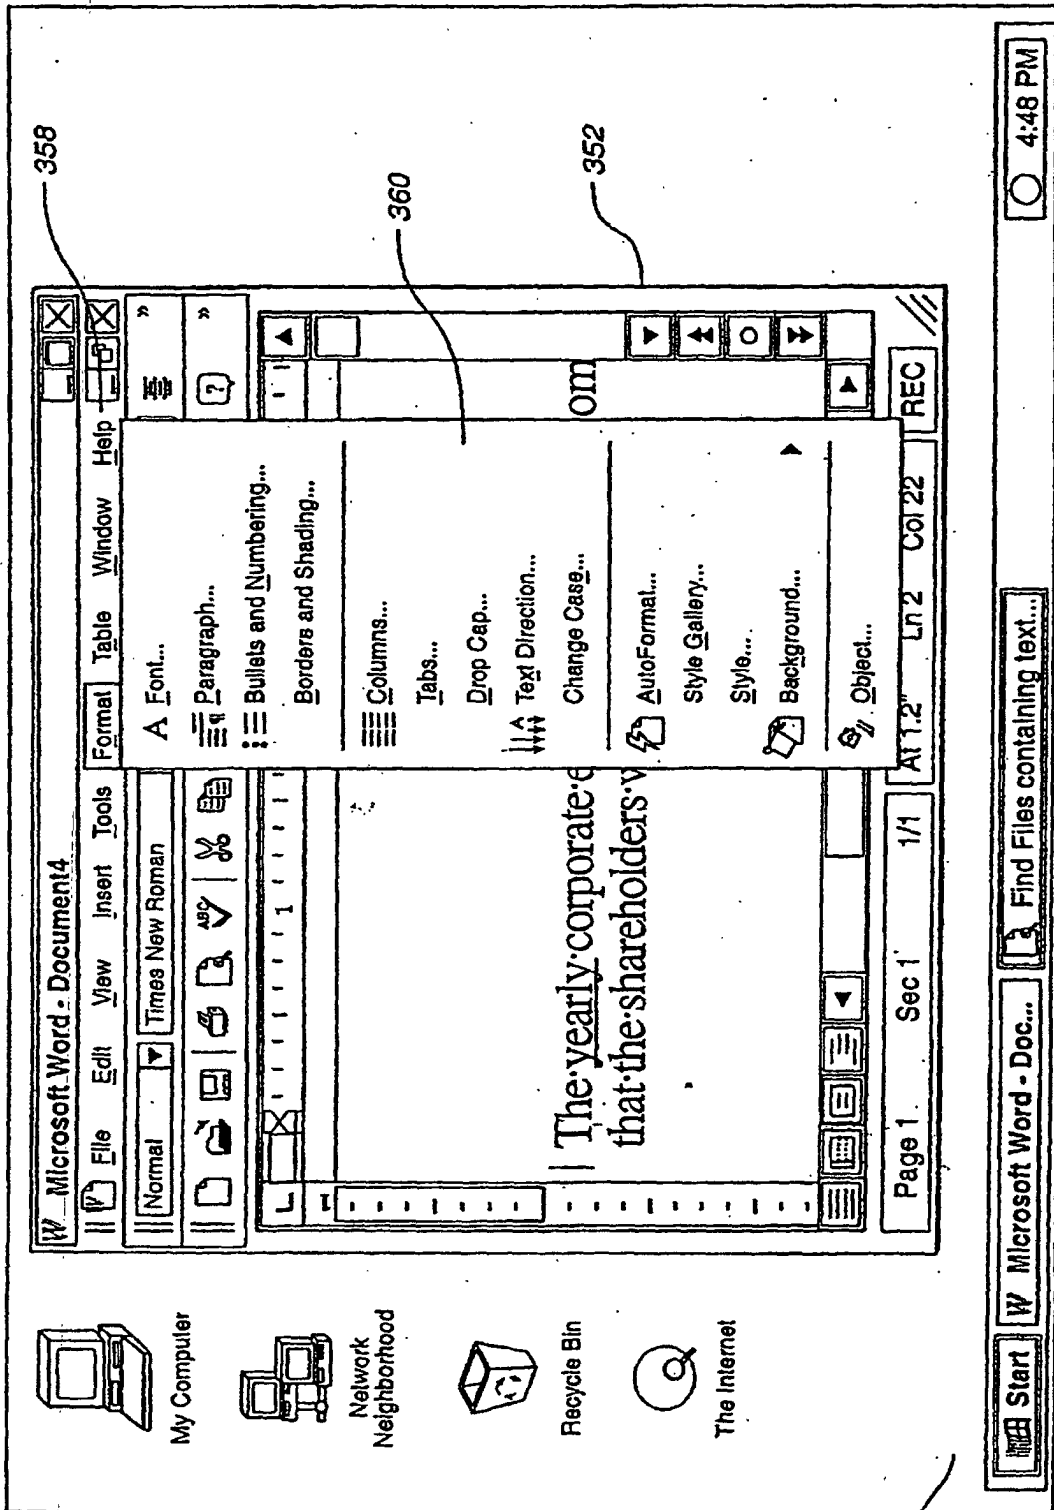 W Microsoft Word - Document4
W File Edit View Insert Tools Format Table Window Help
Normal Times New Roman »
ABC ? »
L 1
1
A Font...
Paragraph...
Bullets and Numbering...
Borders and Shading...
Columns...
Tabs...
Drop Cap...
A Text Direction...
Change Case...
AutoFormat...
Style Gallery...
Style...
Background...
Object...
The·yearly·corporate·e om
that·the·shareholders·v
Page 1 Sec 1 1/1 At 1.2" Ln 2 Col 22 REC
My Computer
Network
Neighborhood
Recycle Bin
The Internet
Start W Microsoft Word - Doc... Find Files containing text... 4:48 PM
358
360
352